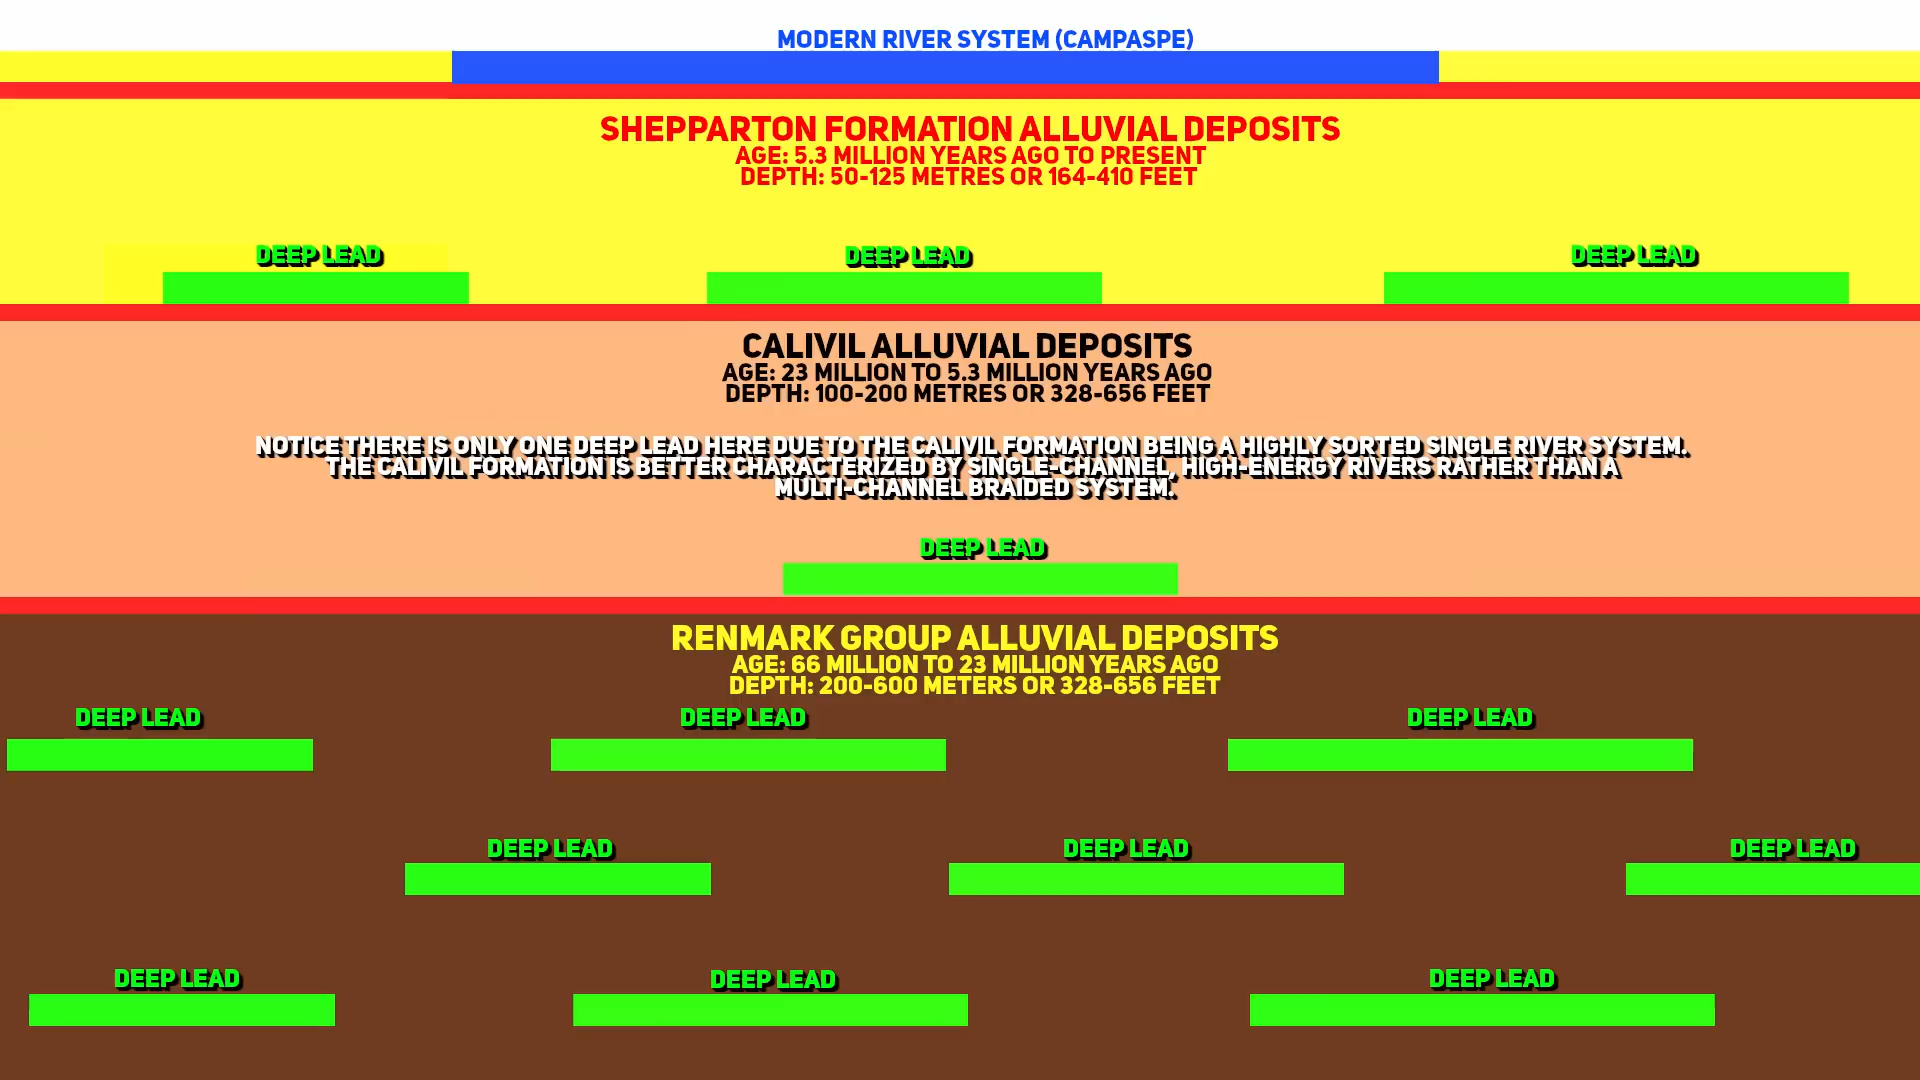 MODERN RIVER SYSTEM (CAMPASPE)
SHEPPARTON FORMATION ALLUVIAL DEPOSITS
AGE: 5.3 MILLION YEARS AGO TO PRESENT
DEPTH: 50-125 METRES OR 164-410 FEET
DEEP LEAD
DEEP LEAD
DEEP LEAD
CALIVIL ALLUVIAL DEPOSITS
AGE: 23 MILLION TO 5.3 MILLION YEARS AGO
DEPTH: 100-200 METRES OR 328-656 FEET
NOTICE THERE IS ONLY ONE DEEP LEAD HERE DUE TO THE CALIVIL FORMATION BEING A HIGHLY SORTED SINGLE RIVER SYSTEM.
THE CALIVIL FORMATION IS BETTER CHARACTERIZED BY SINGLE-CHANNEL, HIGH-ENERGY RIVERS RATHER THAN A
MULTI-CHANNEL BRAIDED SYSTEM.
DEEP LEAD
RENMARK GROUP ALLUVIAL DEPOSITS
AGE: 66 MILLION TO 23 MILLION YEARS AGO
DEPTH: 200-600 METERS OR 328-656 FEET
DEEP LEAD
DEEP LEAD
DEEP LEAD
DEEP LEAD
DEEP LEAD
DEEP LEAD
DEEP LEAD
DEEP LEAD
DEEP LEAD